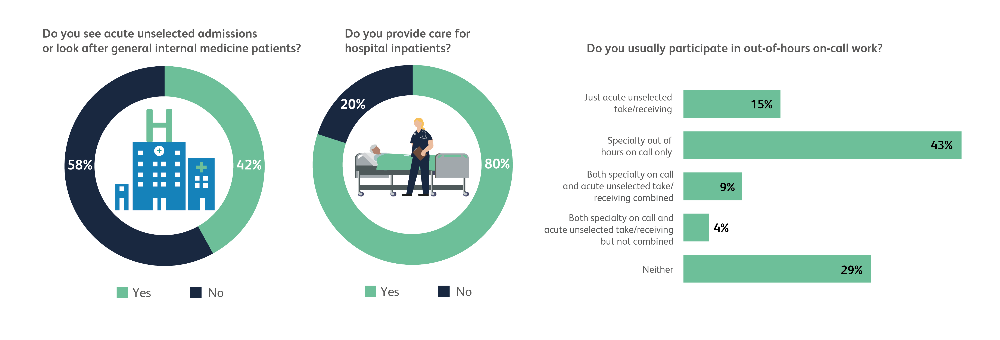 Do you see acute unselected admissions
or look after general internal medicine patients?
58%
42%
Yes
No
Do you provide care for
hospital inpatients?
20%
80%
Yes
No
Do you usually participate in out-of-hours on-call work?
Just acute unselected
take/receiving
15%
Specialty out of
hours on call only
43%
Both specialty on call
and acute unselected take/
receiving combined
9%
Both specialty on call and
acute unselected take/receiving
but not combined
4%
Neither
29%